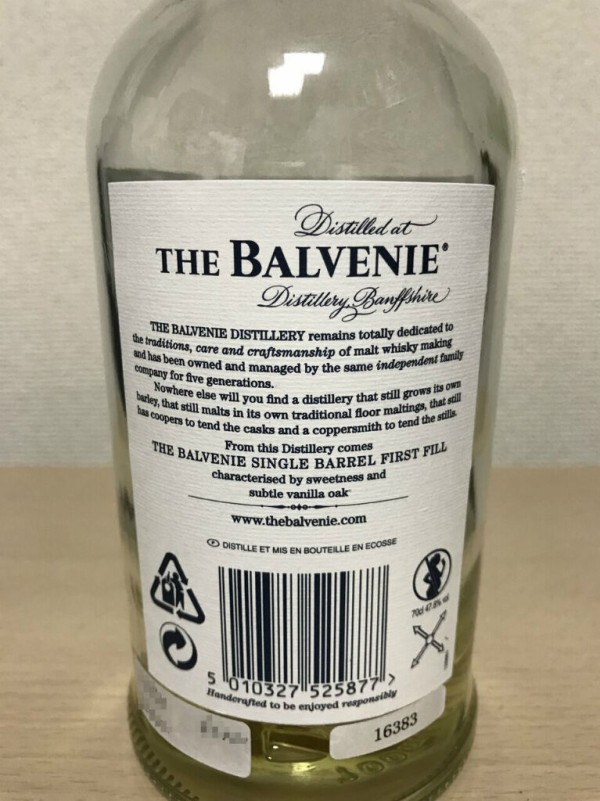 Distilled at
THE BALVENIE®
Distillery, Banffshire
THE BALVENIE DISTILLERY remains totally dedicated to
the traditions, care and craftsmanship of malt whisky making
and has been owned and managed by the same independent family
company for five generations.
Nowhere else will you find a distillery that still grows its own
barley, that still malts in its own traditional floor maltings, that still
has coopers to tend the casks and a coppersmith to tend the stills.
From this Distillery comes
THE BALVENIE SINGLE BARREL FIRST FILL
characterised by sweetness and
subtle vanilla oak
www.thebalvenie.com
DISTILLE ET MIS EN BOUTEILLE EN ECOSSE
70cl 47.8% vol
5 010327 525877 >
Handcrafted to be enjoyed responsibly
16383